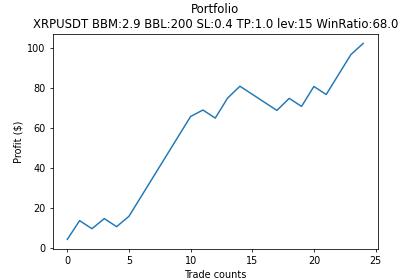 Portfolio
XRPUSDT BBM:2.9 BBL:200 SL:0.4 TP:1.0 lev:15 WinRatio:68.0
100
80
60
40
20
0
Profit ($)
0 5 10 15 20 25
Trade counts